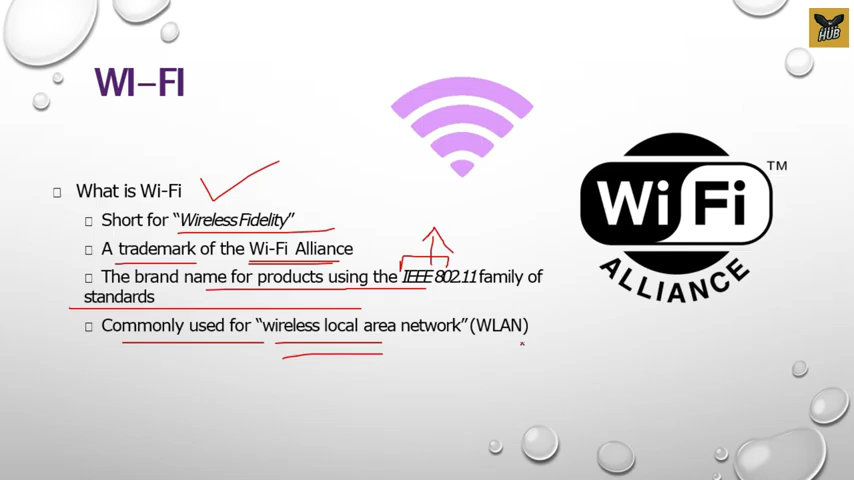 HUB
WI–FI
What is Wi-Fi
Short for “Wireless Fidelity”
A trademark of the Wi-Fi Alliance
The brand name for products using the IEEE 802.11 family of
standards
Commonly used for “wireless local area network” (WLAN)
Wi Fi TM
ALLIANCE